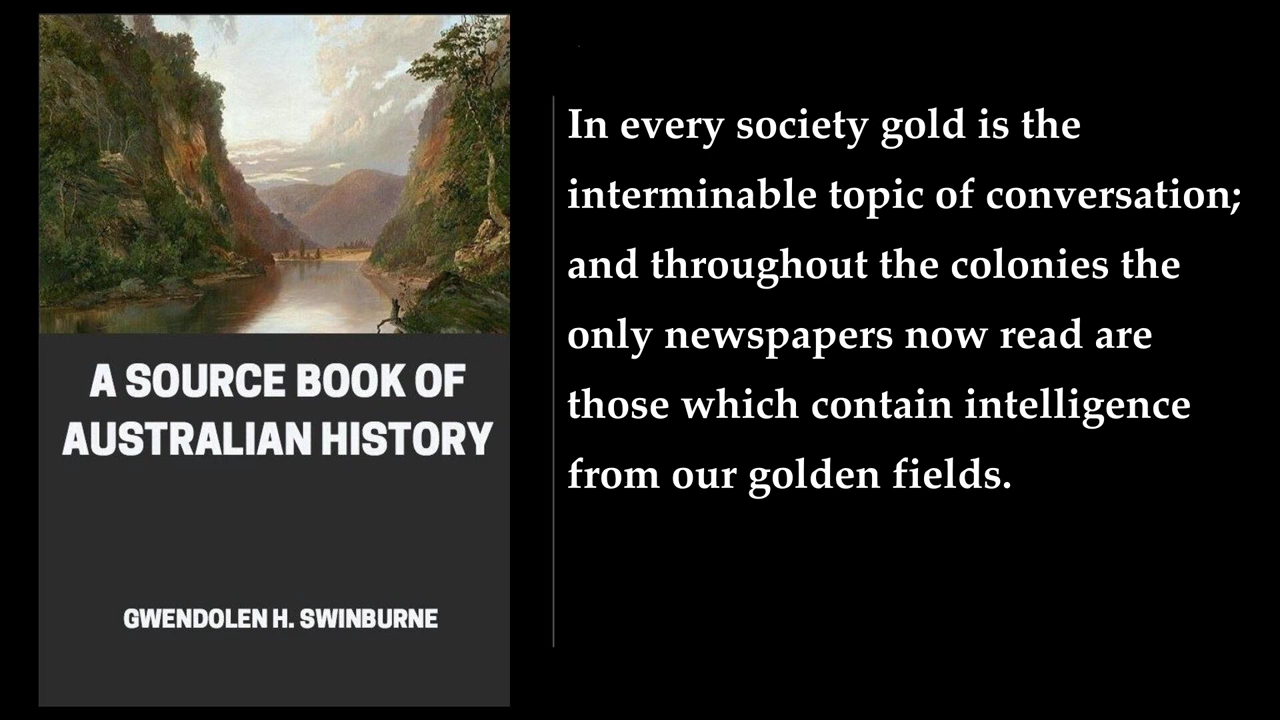 A SOURCE BOOK OF
AUSTRALIAN HISTORY
GWENDOLEN H. SWINBURNE
In every society gold is the
interminable topic of conversation;
and throughout the colonies the
only newspapers now read are
those which contain intelligence
from our golden fields.